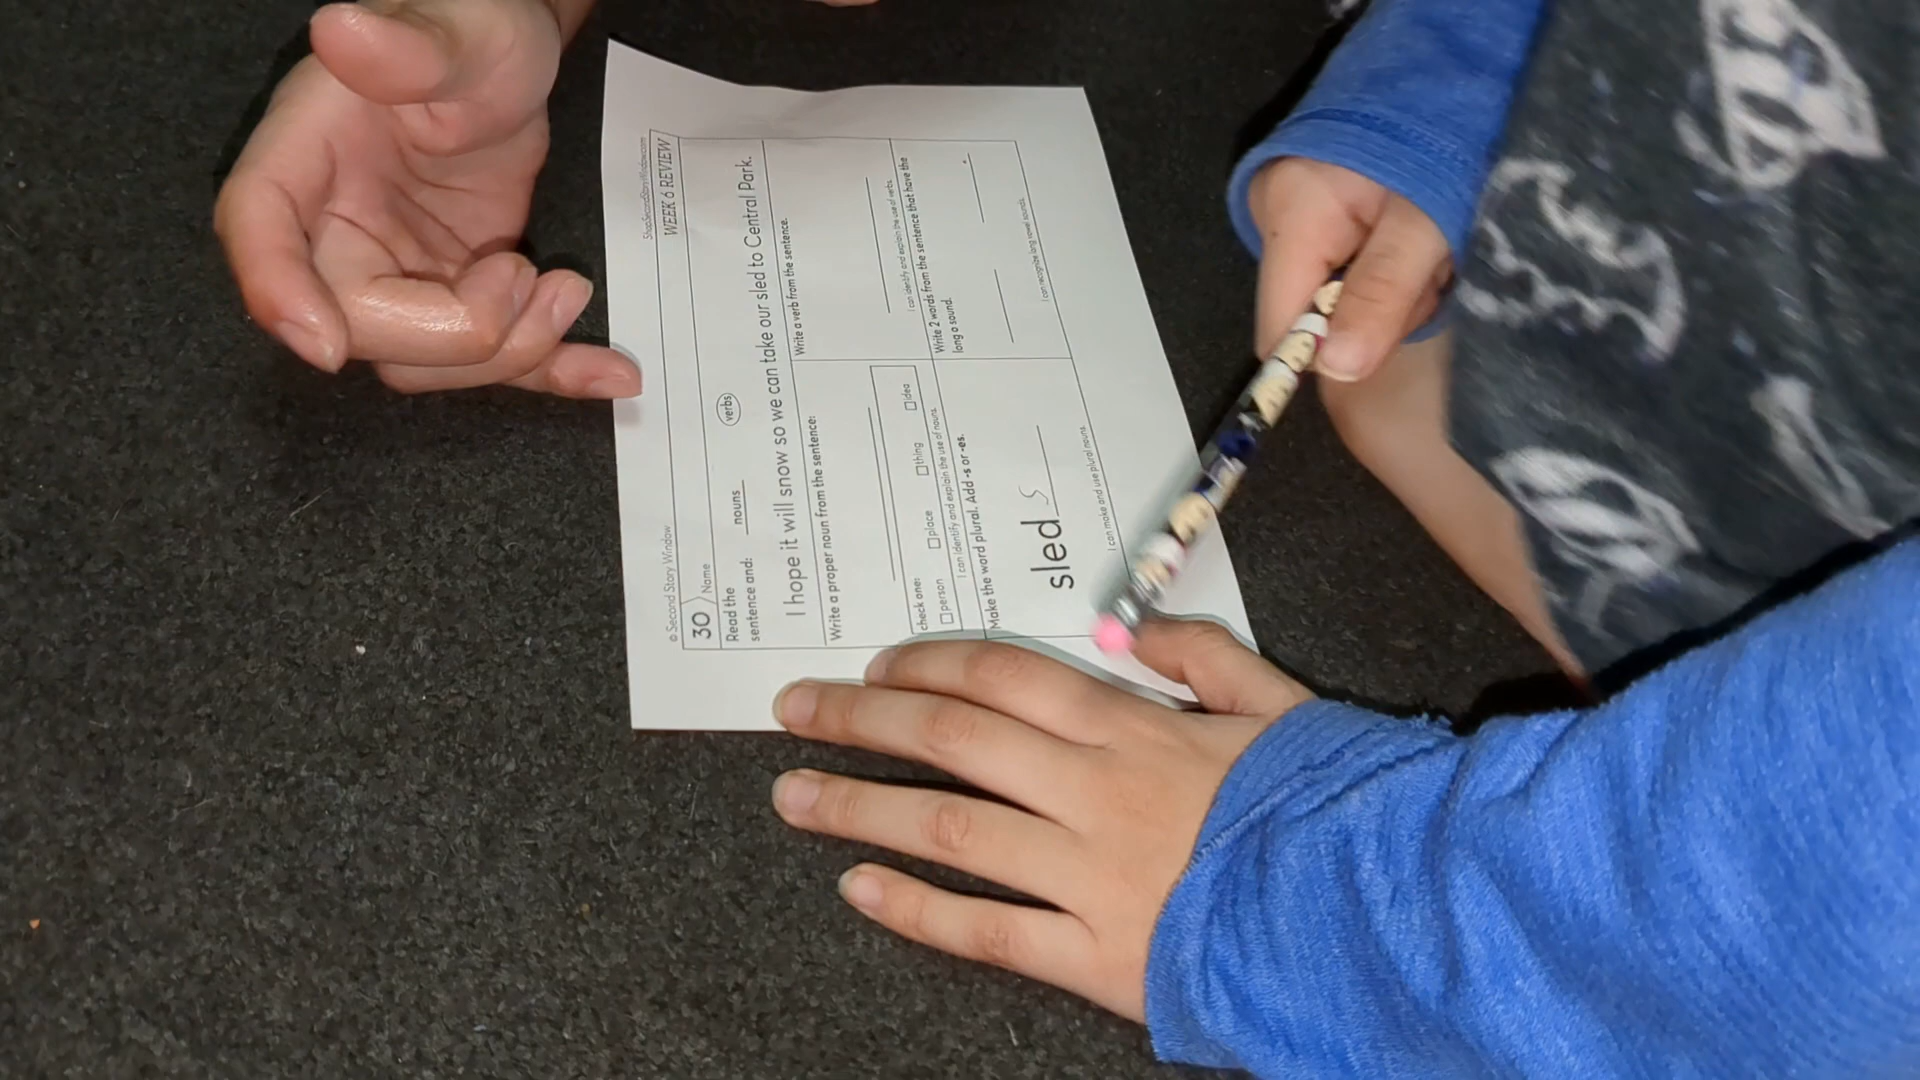 © Second Story Window
Shop.SecondStoryWindow.com
30 Name
WEEK 6 REVIEW
Read the
sentence and:
nouns
verbs
I hope it will snow so we can take our sled to Central Park.
Write a proper noun from the sentence:
check one:
person
place
thing
idea
I can identify and explain the use of nouns.
Write a verb from the sentence.
I can identify and explain the use of verbs.
Make the word plural. Add -s or -es.
sled s
I can make and use plural nouns.
Write 2 words from the sentence that have the
long o sound.
I can recognize long vowel sounds.